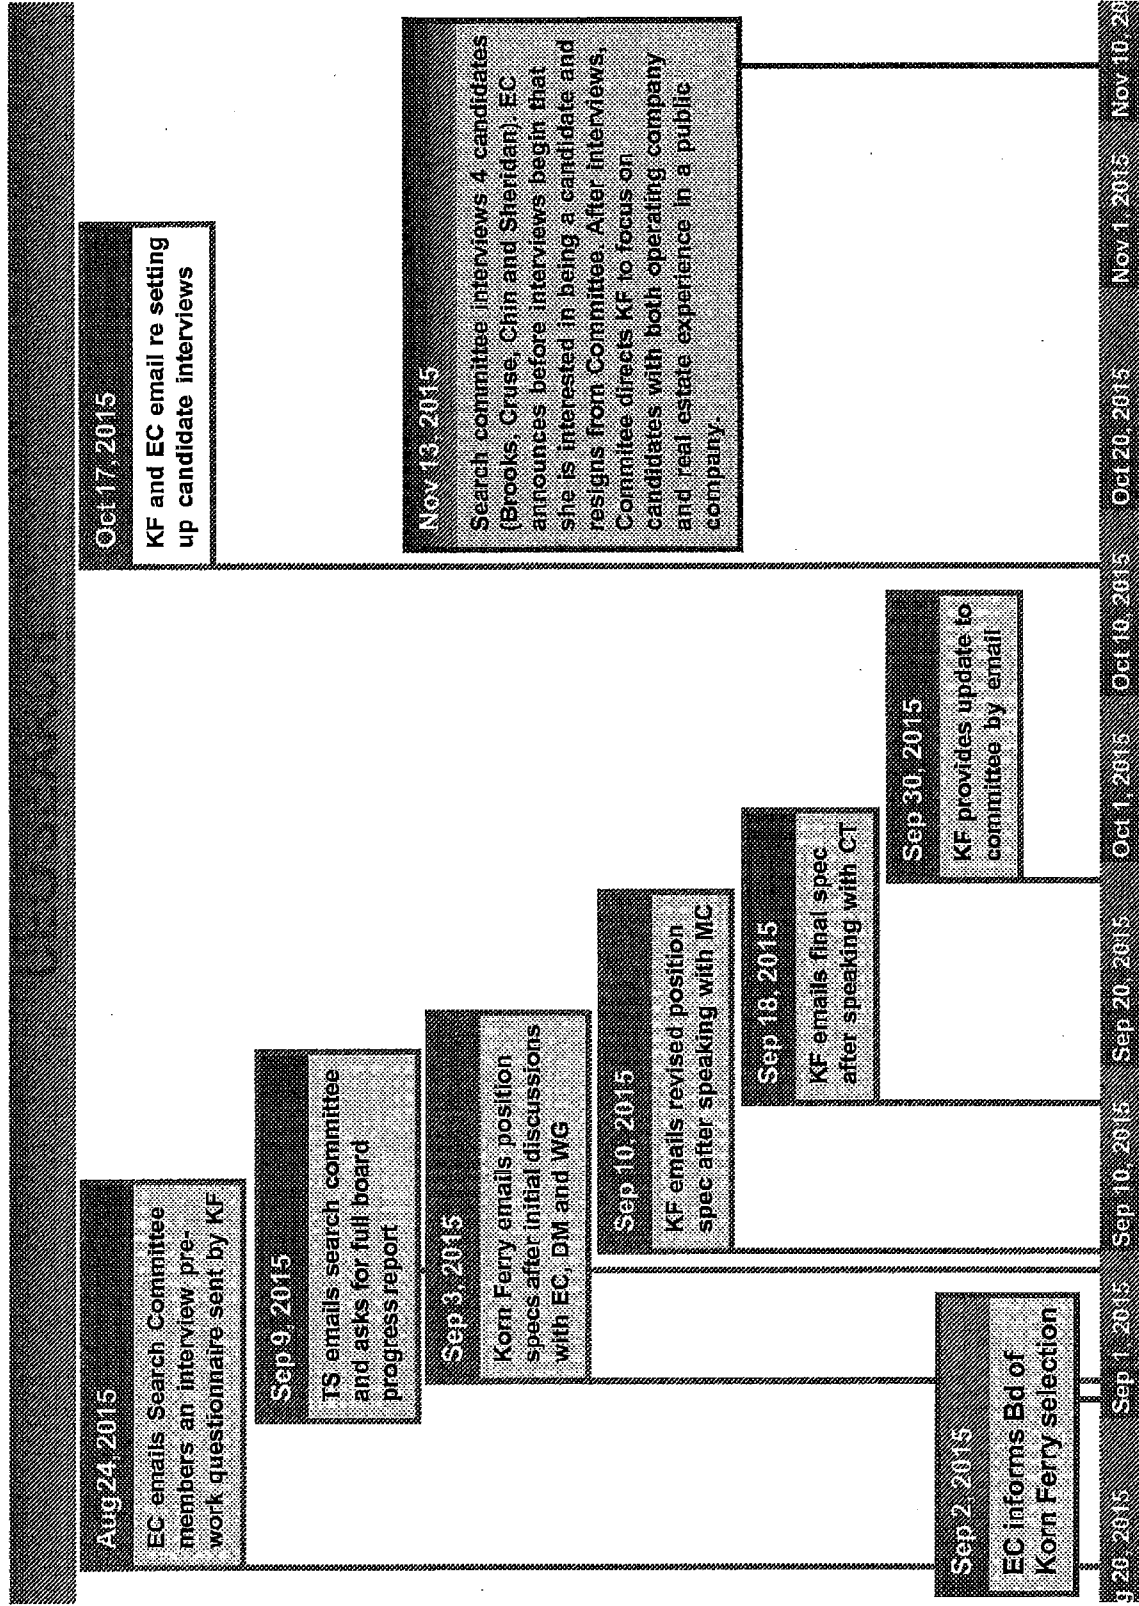 CEO SEARCH
Aug 24, 2015
EC emails Search Committee
members an interview pre-
work questionnaire sent by KF
Sep 9, 2015
TS emails search committee
and asks for full board
progress report
Sep 3, 2015
Korn Ferry emails position
specs after initial discussions
with EC, DM and WG
Sep 10, 2015
KF emails revised position
spec after speaking with MC
Sep 18, 2015
KF emails final spec
after speaking with CT
Sep 30, 2015
KF provides update to
committee by email
Sep 2, 2015
EC informs Bd of
Korn Ferry selection
Oct 17, 2015
KF and EC email re setting
up candidate interviews
Nov 13, 2015
Search committee interviews 4 candidates
(Brooks, Cruse, Chin and Sheridan). EC
announces before interviews begin that
she is interested in being a candidate and
resigns from Committee. After interviews,
Commitee directs KF to focus on
candidates with both operating company
and real estate experience in a public
company.
g 20, 2015
Sep 1, 2015
Sep 10, 2015
Sep 20, 2015
Oct 1, 2015
Oct 10, 2015
Oct 20, 2015
Nov 1, 2015
Nov 10, 20